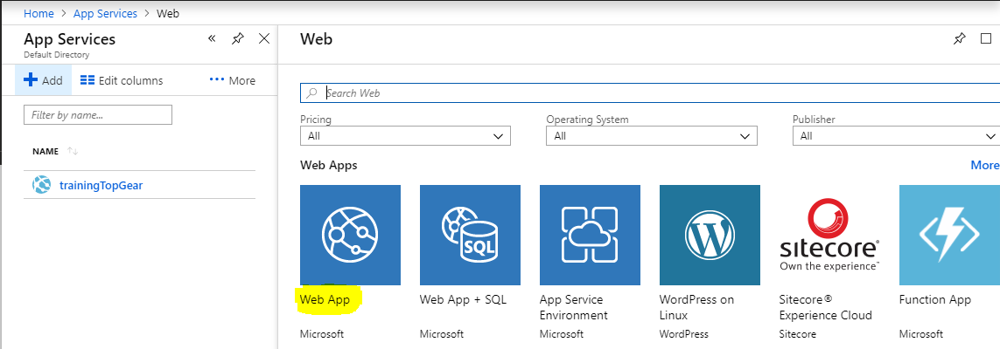 Home > App Services > Web
App Services
Default Directory
Add
Edit columns
More
Filter by name...
NAME
trainingTopGear
Web
Search Web
Pricing
Operating System
Publisher
All
All
All
Web Apps
More
SQL
W
sitecore®
Own the experience™
Web App
Web App + SQL
App Service
Environment
WordPress on
Linux
Sitecore®
Experience Cloud
Function App
Microsoft
Microsoft
Microsoft
WordPress
Sitecore
Microsoft